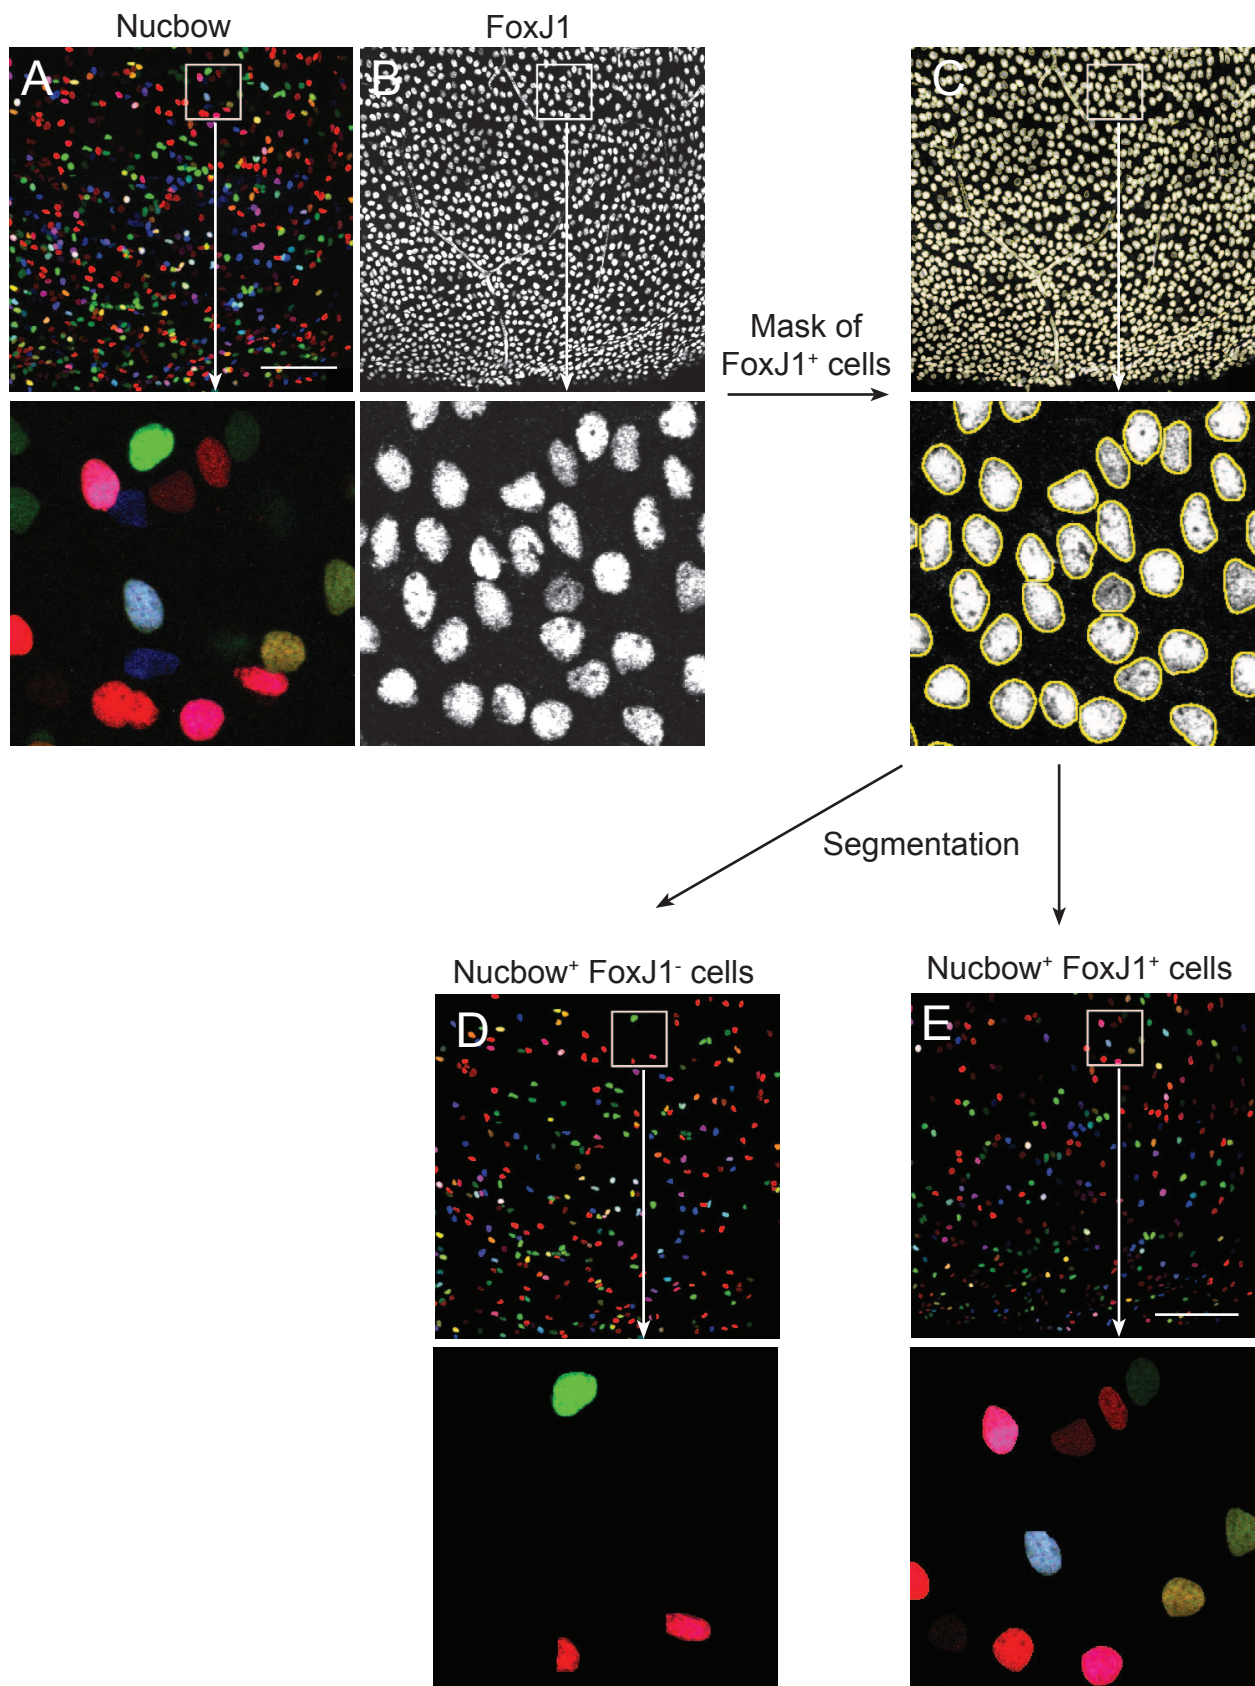 Nucbow
FoxJ1
A
B
C
Mask of
FoxJ1⁺ cells
Segmentation
Nucbow⁺ FoxJ1⁻ cells
Nucbow⁺ FoxJ1⁺ cells
D
E